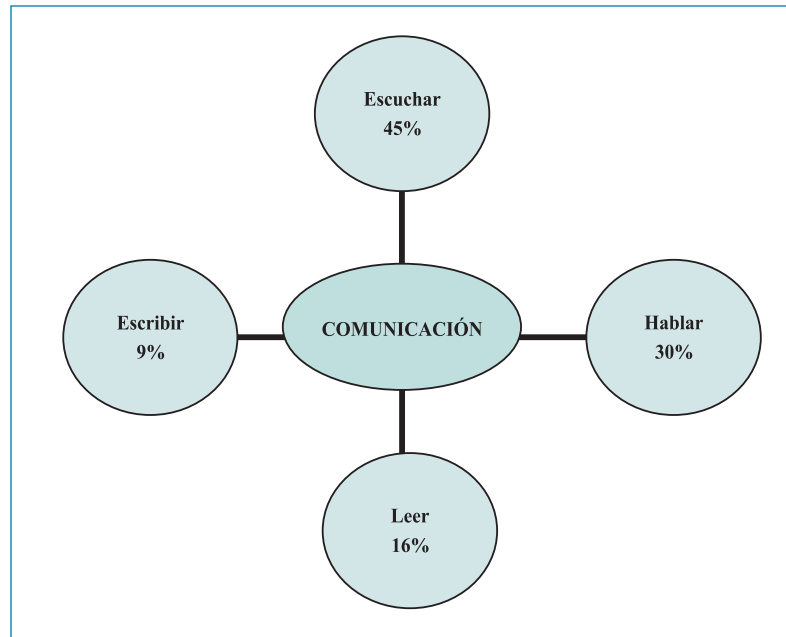 Escuchar
45%
Escribir
9%
COMUNICACIÓN
Hablar
30%
Leer
16%